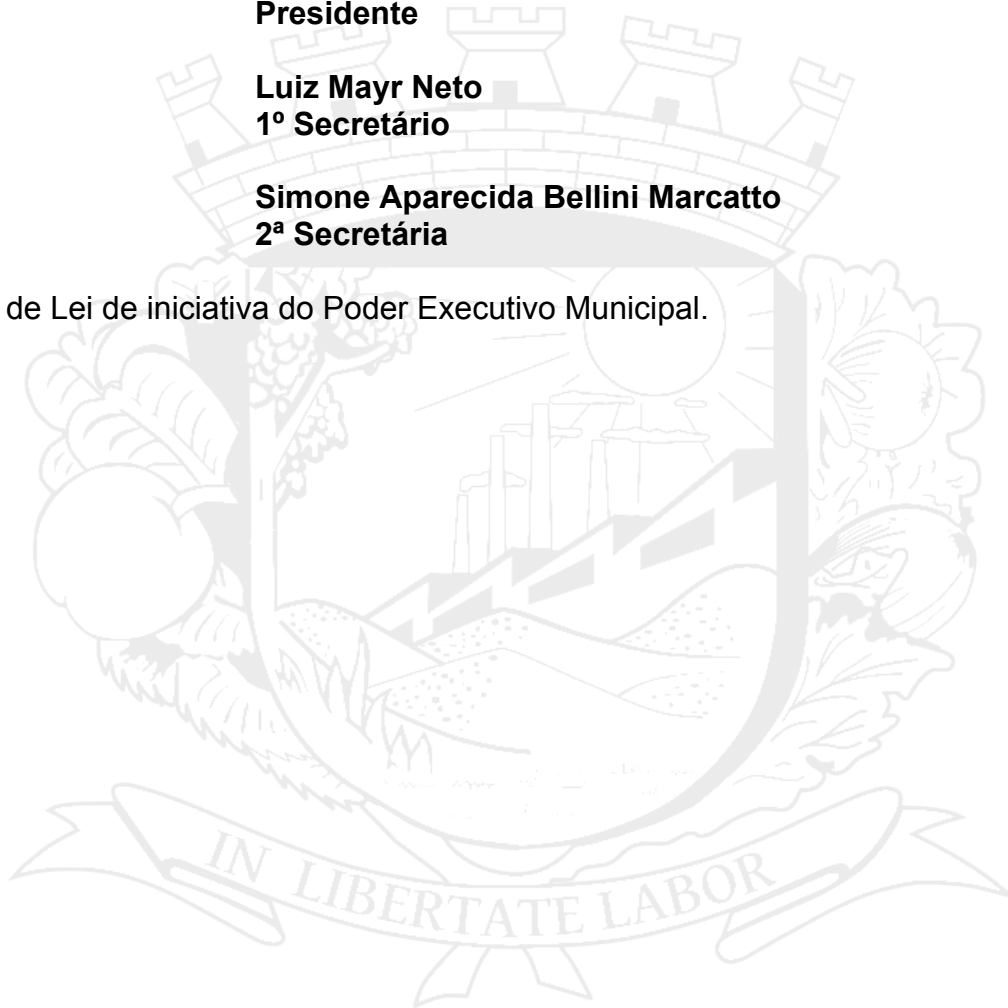 Presidente
Luiz Mayr Neto
1º Secretário
Simone Aparecida Bellini Marcatto
2ª Secretária
de Lei de iniciativa do Poder Executivo Municipal.
IN LIBERTATE LABOR